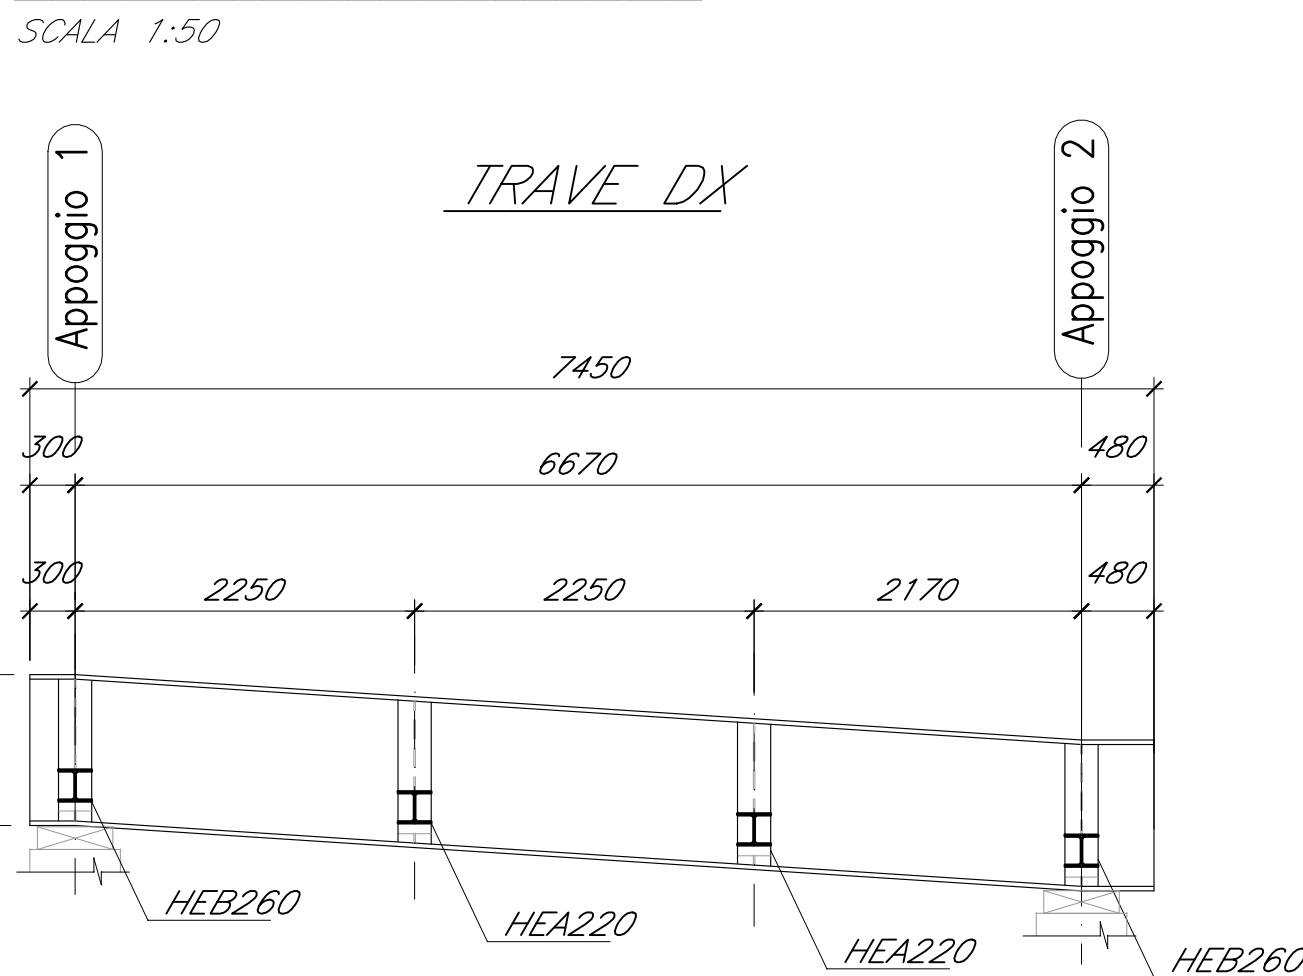 SCALA 1:50
Appoggio 1
TRAVE DX
Appoggio 2
7450
300
6670
480
300
2250
2250
2170
480
HEB260
HEA220
HEA220
HEB260